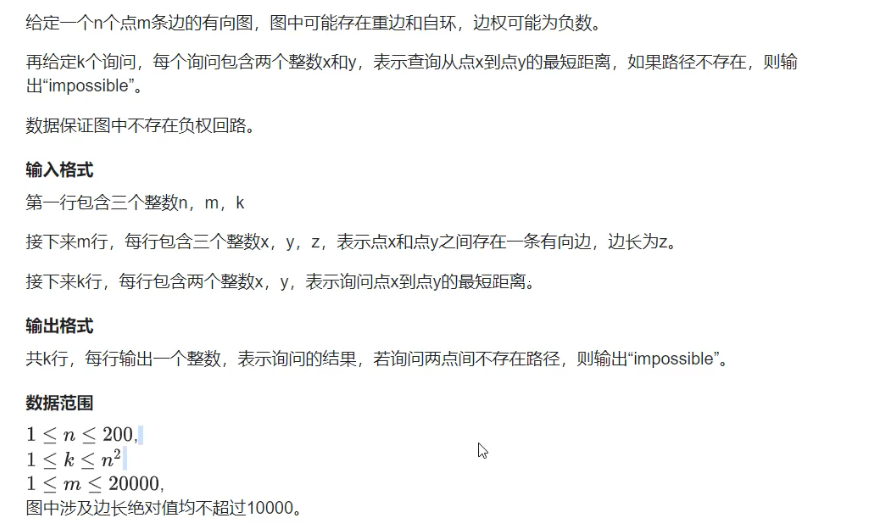 给定一个n个点m条边的有向图，图中可能存在重边和自环，边权可能为负数。
再给定k个询问，每个询问包含两个整数x和y，表示查询从点x到点y的最短距离，如果路径不存在，则输
出“impossible”。
数据保证图中不存在负权回路。
输入格式
第一行包含三个整数n，m，k
接下来m行，每行包含三个整数x，y，z，表示点x和点y之间存在一条有向边，边长为z。
接下来k行，每行包含两个整数x，y，表示询问点x到点y的最短距离。
输出格式
共k行，每行输出一个整数，表示询问的结果，若询问两点间不存在路径，则输出“impossible”。
数据范围
1 ≤ n ≤ 200,
1 ≤ k ≤ n²
1 ≤ m ≤ 20000,
图中涉及边长绝对值均不超过10000。